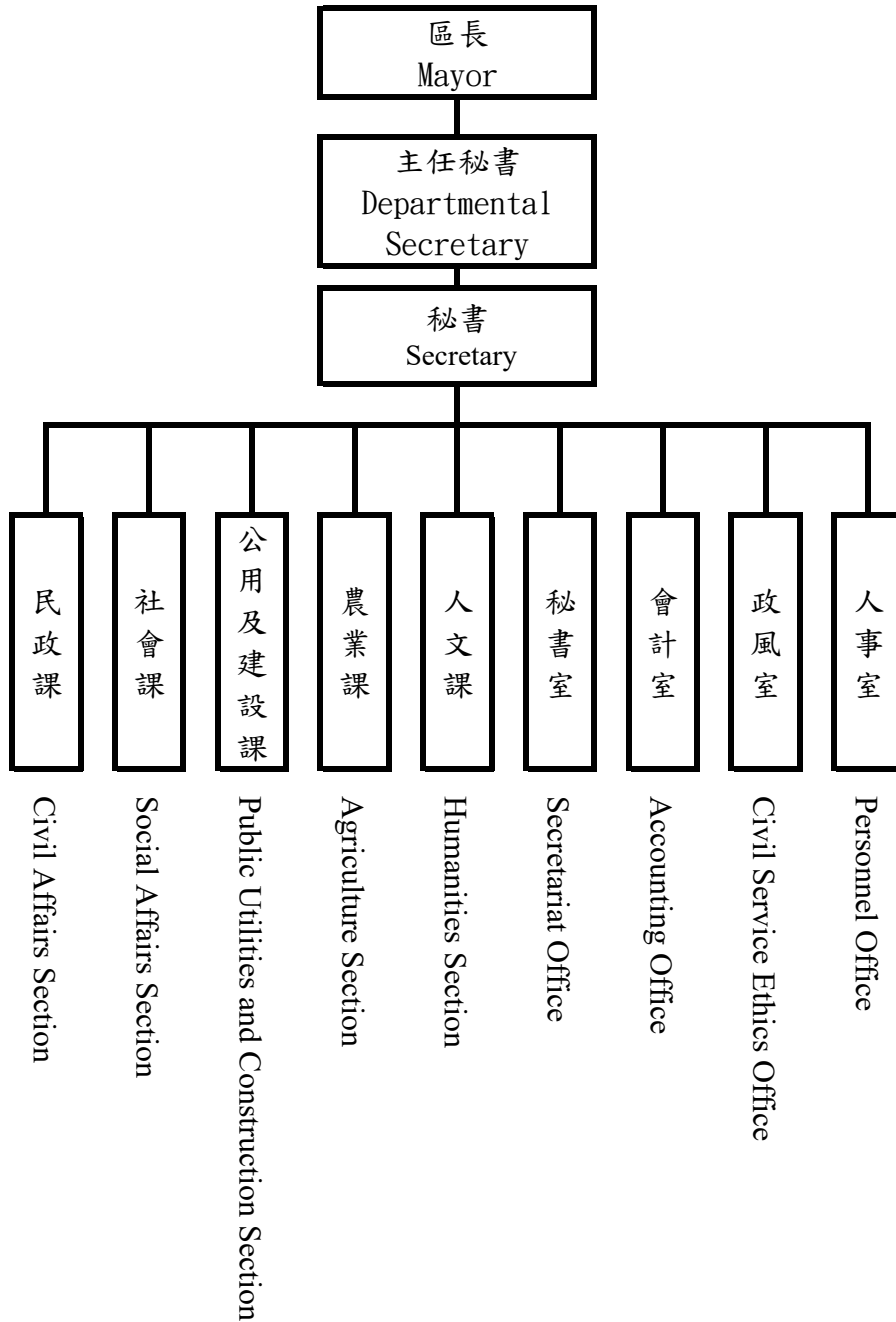 區長
Mayor
主任秘書
Departmental
Secretary
秘書
Secretary
民政課
社會課
公用及建設課
農業課
人文課
秘書室
會計室
政風室
人事室
Civil Affairs Section
Social Affairs Section
Public Utilities and Construction Section
Agriculture Section
Humanities Section
Secretariat Office
Accounting Office
Civil Service Ethics Office
Personnel Office